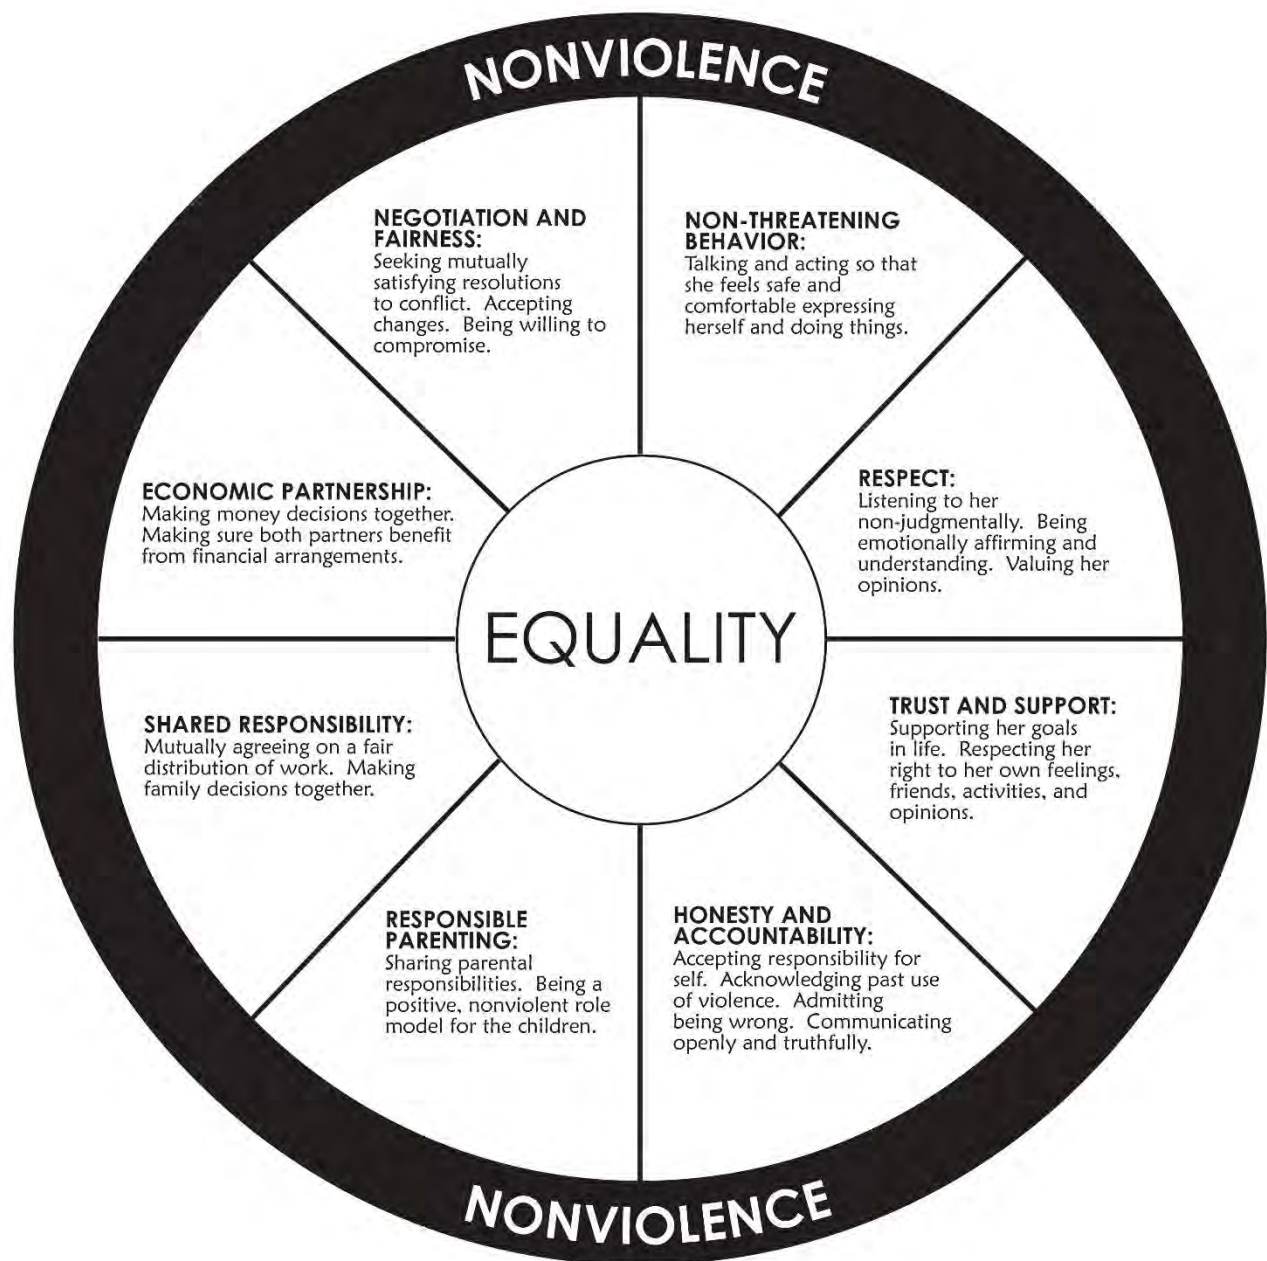 NONVIOLENCE
NEGOTIATION AND
FAIRNESS:
Seeking mutually
satisfying resolutions
to conflict. Accepting
changes. Being willing to
compromise.
NON-THREATENING
BEHAVIOR:
Talking and acting so that
she feels safe and
comfortable expressing
herself and doing things.
RESPECT:
Listening to her
non-judgmentally. Being
emotionally affirming and
understanding. Valuing her
opinions.
TRUST AND SUPPORT:
Supporting her goals
in life. Respecting her
right to her own feelings,
friends, activities, and
opinions.
HONESTY AND
ACCOUNTABILITY:
Accepting responsibility for
self. Acknowledging past use
of violence. Admitting
being wrong. Communicating
openly and truthfully.
RESPONSIBLE
PARENTING:
Sharing parental
responsibilities. Being a
positive, nonviolent role
model for the children.
SHARED RESPONSIBILITY:
Mutually agreeing on a fair
distribution of work. Making
family decisions together.
ECONOMIC PARTNERSHIP:
Making money decisions together.
Making sure both partners benefit
from financial arrangements.
EQUALITY
NONVIOLENCE